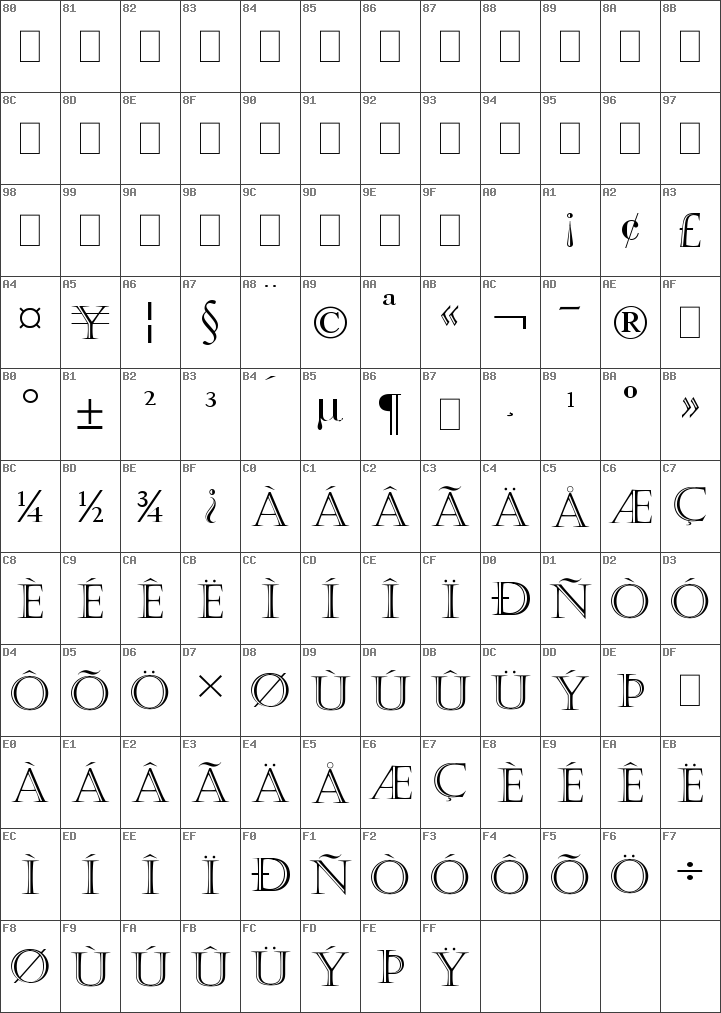 80 81 82 83 84 85 86 87 88 89 8A 8B
8C 8D 8E 8F 90 91 92 93 94 95 96 97
98 99 9A 9B 9C 9D 9E 9F A0 A1 A2 A3
¡ ¢ £
A4 A5 A6 A7 A8 A9 AA AB AC AD AE AF
¤ ¥ ¦ § ¨ © ª « ¬ ¯ ®
B0 B1 B2 B3 B4 B5 B6 B7 B8 B9 BA BB
° ± ² ³ ´ µ ¶ ¸ ¹ º »
BC BD BE BF C0 C1 C2 C3 C4 C5 C6 C7
¼ ½ ¾ ¿ À Á Â Ã Ä Å Æ Ç
C8 C9 CA CB CC CD CE CF D0 D1 D2 D3
È É Ê Ë Ì Í Î Ï Ð Ñ Ò Ó
D4 D5 D6 D7 D8 D9 DA DB DC DD DE DF
Ô Õ Ö × Ø Ù Ú Û Ü Ý Þ
E0 E1 E2 E3 E4 E5 E6 E7 E8 E9 EA EB
À Á Â Ã Ä Å Æ Ç È É Ê Ë
EC ED EE EF F0 F1 F2 F3 F4 F5 F6 F7
Ì Í Î Ï Ð Ñ Ò Ó Ô Õ Ö ÷
F8 F9 FA FB FC FD FE FF
Ø Ù Ú Û Ü Ý Þ Ÿ